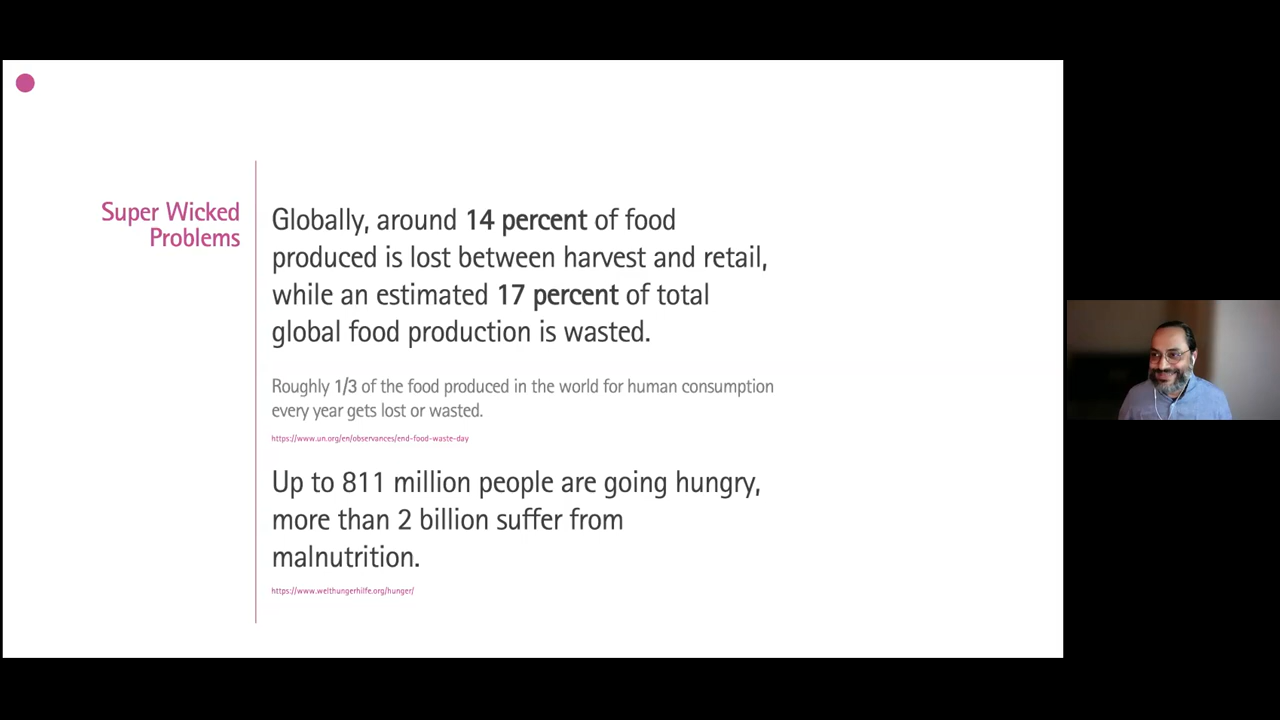 Super Wicked
Problems
Globally, around 14 percent of food
produced is lost between harvest and retail,
while an estimated 17 percent of total
global food production is wasted.
Roughly 1/3 of the food produced in the world for human consumption
every year gets lost or wasted.
https://www.un.org/en/observances/end-food-waste-day
Up to 811 million people are going hungry,
more than 2 billion suffer from
malnutrition.
https://www.welthungerhilfe.org/hunger/